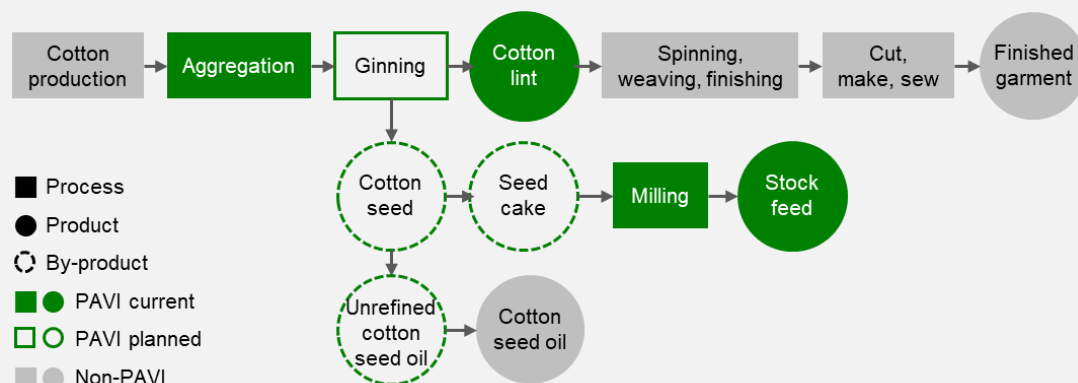 Cotton
production
Aggregation
Ginning
Cotton
lint
Spinning,
weaving, finishing
Cut,
make, sew
Finished
garment
Cotton
seed
Seed
cake
Milling
Stock
feed
Unrefined
cotton
seed oil
Cotton
seed oil
Process
Product
By-product
PAVI current
PAVI planned
Non-PAVI